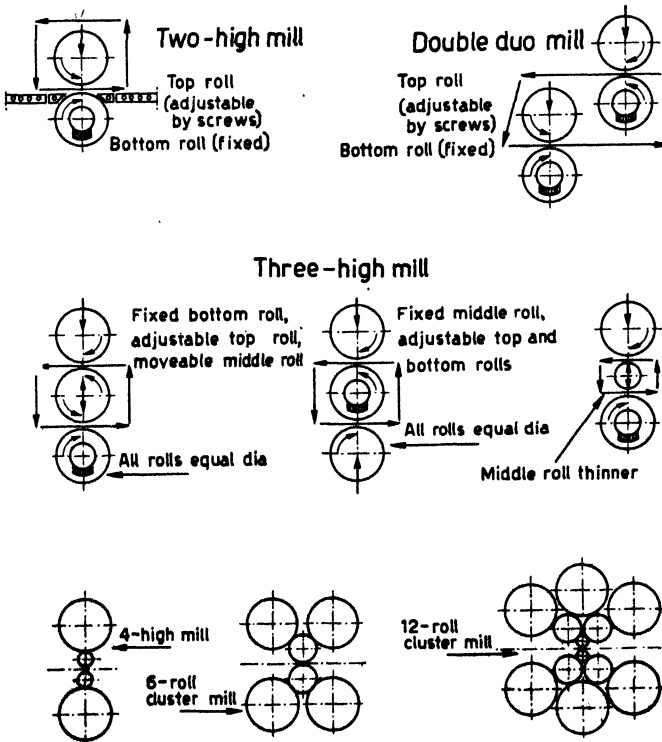 Two-high mill
Top roll
(adjustable
by screws)
Bottom roll (fixed)
Double duo mill
Top roll
(adjustable
by screws)
Bottom roll (fixed)
Three-high mill
Fixed bottom roll,
adjustable top roll,
moveable middle roll
All rolls equal dia
Fixed middle roll,
adjustable top and
bottom rolls
All rolls equal dia
Middle roll thinner
4-high mill
6-roll
cluster mill
12-roll
cluster mill